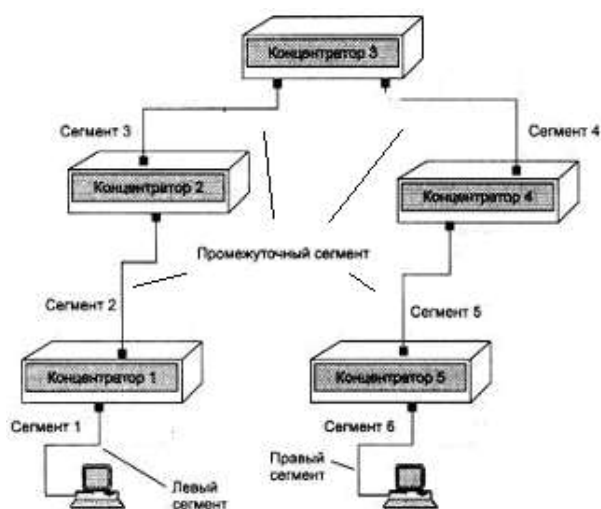 Концентратор 3
Сегмент 3
Сегмент 4
Концентратор 2
Концентратор 4
Промежуточный сегмент
Сегмент 2
Сегмент 5
Концентратор 1
Концентратор 5
Сегмент 1
Сегмент 6
Левый
сегмент
Правый
сегмент